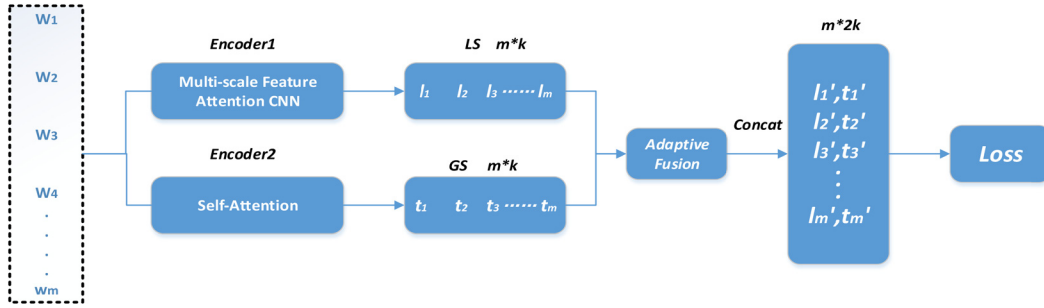 W1
W2
W3
W4
.
.
.
.
wm
Encoder1
Multi-scale Feature
Attention CNN
Encoder2
Self-Attention
LS m*k
l1 l2 l3 ······ lm
GS m*k
t1 t2 t3 ······ tm
Adaptive
Fusion
Concat
m*2k
l1',t1'
l2',t2'
l3',t3'
.
.
.
lm',tm'
Loss